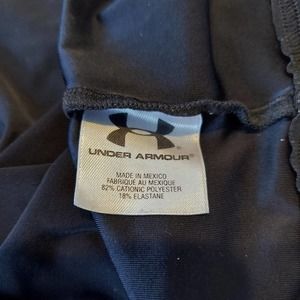 UNDER ARMOUR®
MADE IN MEXICO
FABRIQUÉ AU MEXIQUE
82% CATIONIC POLYESTER
18% ELASTANE